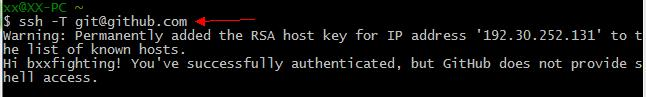 xx@XX-PC ~
$ ssh -T git@github.com
Warning: Permanently added the RSA host key for IP address '192.30.252.131' to t
he list of known hosts.
Hi bxxfighting! You've successfully authenticated, but GitHub does not provide s
hell access.